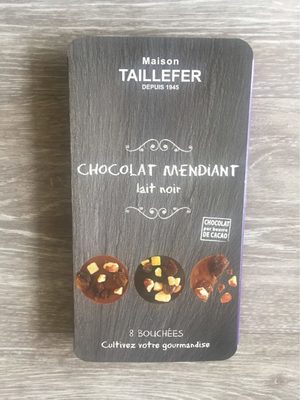 Maison
TAILLEFER
DEPUIS 1945
CHOCOLAT MENDIANT
lait noir
CHOCOLAT
pur beurre
DE CACAO
8 BOUCHÉES
Cultivez votre gourmandise